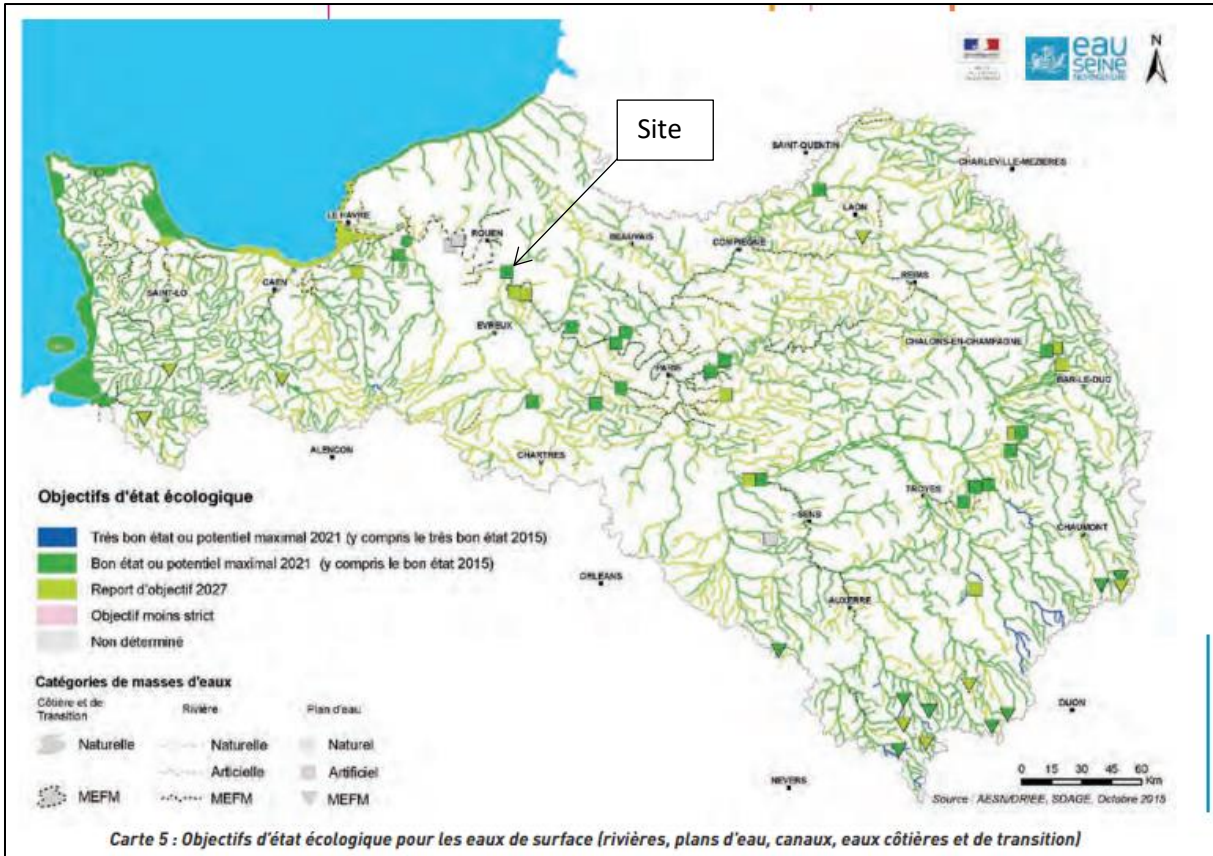 Site
eau
SEINE
NORMANDIE
N
SAINT-QUENTIN
CHARLEVILLE-MEZIERES
LAON
LE HAVRE
ROUEN
BEAUVAIS
COMPIEGNE
REIMS
CAEN
SAINT-LO
EVREUX
CHALONS-EN-CHAMPAGNE
PARIS
BAR-LE-DUC
ALENCON
CHARTRES
TROYES
SENS
CHAUMONT
ORLEANS
AUXERRE
DIJON
NEVERS
Objectifs d'état écologique
Très bon état ou potentiel maximal 2021 (y compris le très bon état 2015)
Bon état ou potentiel maximal 2021 (y compris le bon état 2015)
Report d'objectif 2027
Objectif moins strict
Non déterminé
Catégories de masses d'eaux
Côtière et de
Transition
Rivière
Plan d'eau
Naturelle
Naturelle
Naturel
Articielle
Artificiel
MEFM
MEFM
MEFM
0 15 30 45 60
Km
Source : AESN/DRIEE, SDAGE, Octobre 2015
Carte 5 : Objectifs d'état écologique pour les eaux de surface (rivières, plans d'eau, canaux, eaux côtières et de transition)